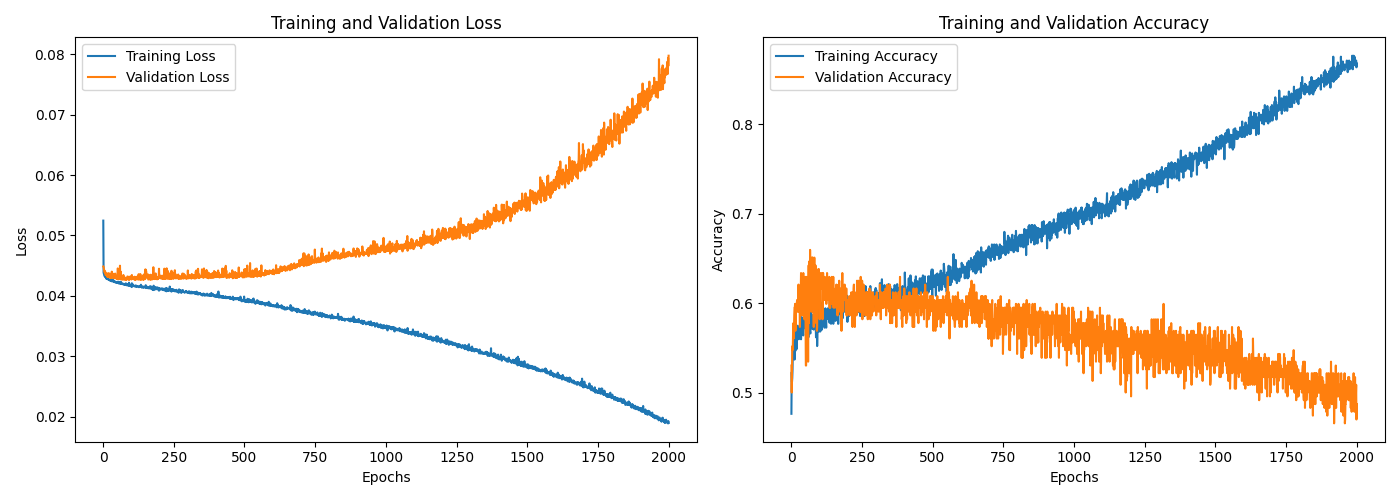 Training and Validation Loss
Training Loss
Validation Loss
0.08
0.07
0.06
0.05
0.04
0.03
0.02
Loss
0 250 500 750 1000 1250 1500 1750 2000
Epochs
Training and Validation Accuracy
Training Accuracy
Validation Accuracy
0.8
0.7
0.6
0.5
Accuracy
0 250 500 750 1000 1250 1500 1750 2000
Epochs